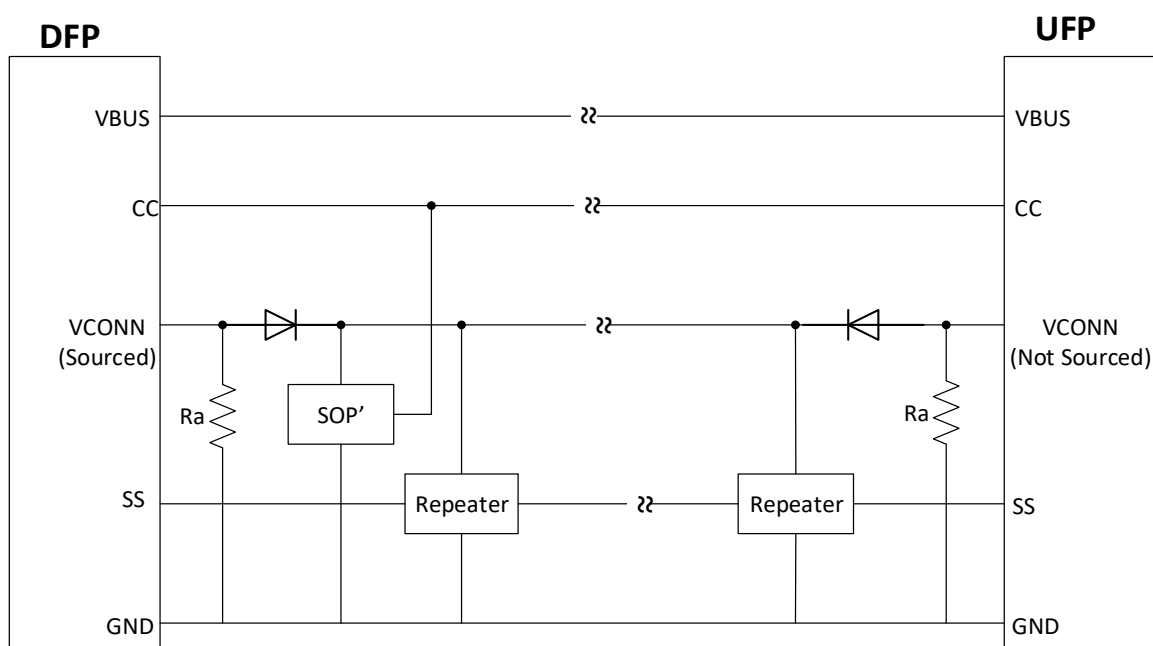 DFP
UFP
VBUS
VBUS
CC
CC
VCONN
(Sourced)
VCONN
(Not Sourced)
Ra
SOP’
Ra
SS
Repeater
Repeater
SS
GND
GND